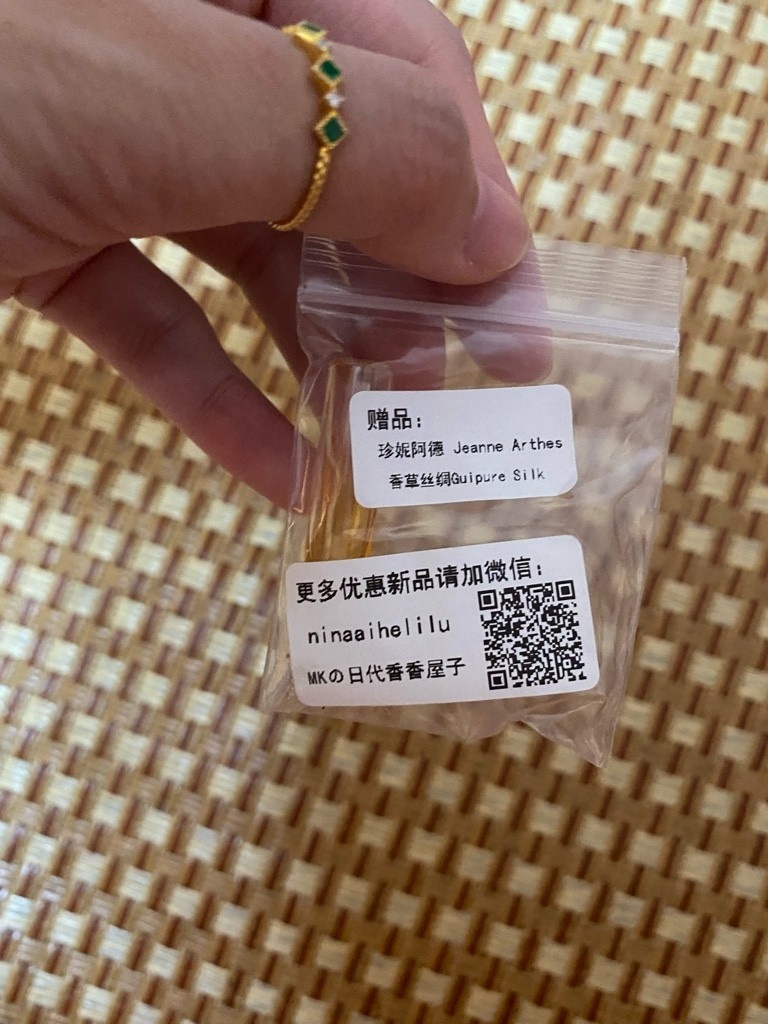 赠品：
珍妮阿德 Jeanne Arthes
香草丝绸Guipure Silk
更多优惠新品请加微信：
ninaaihelilu
MKの日代香香屋子